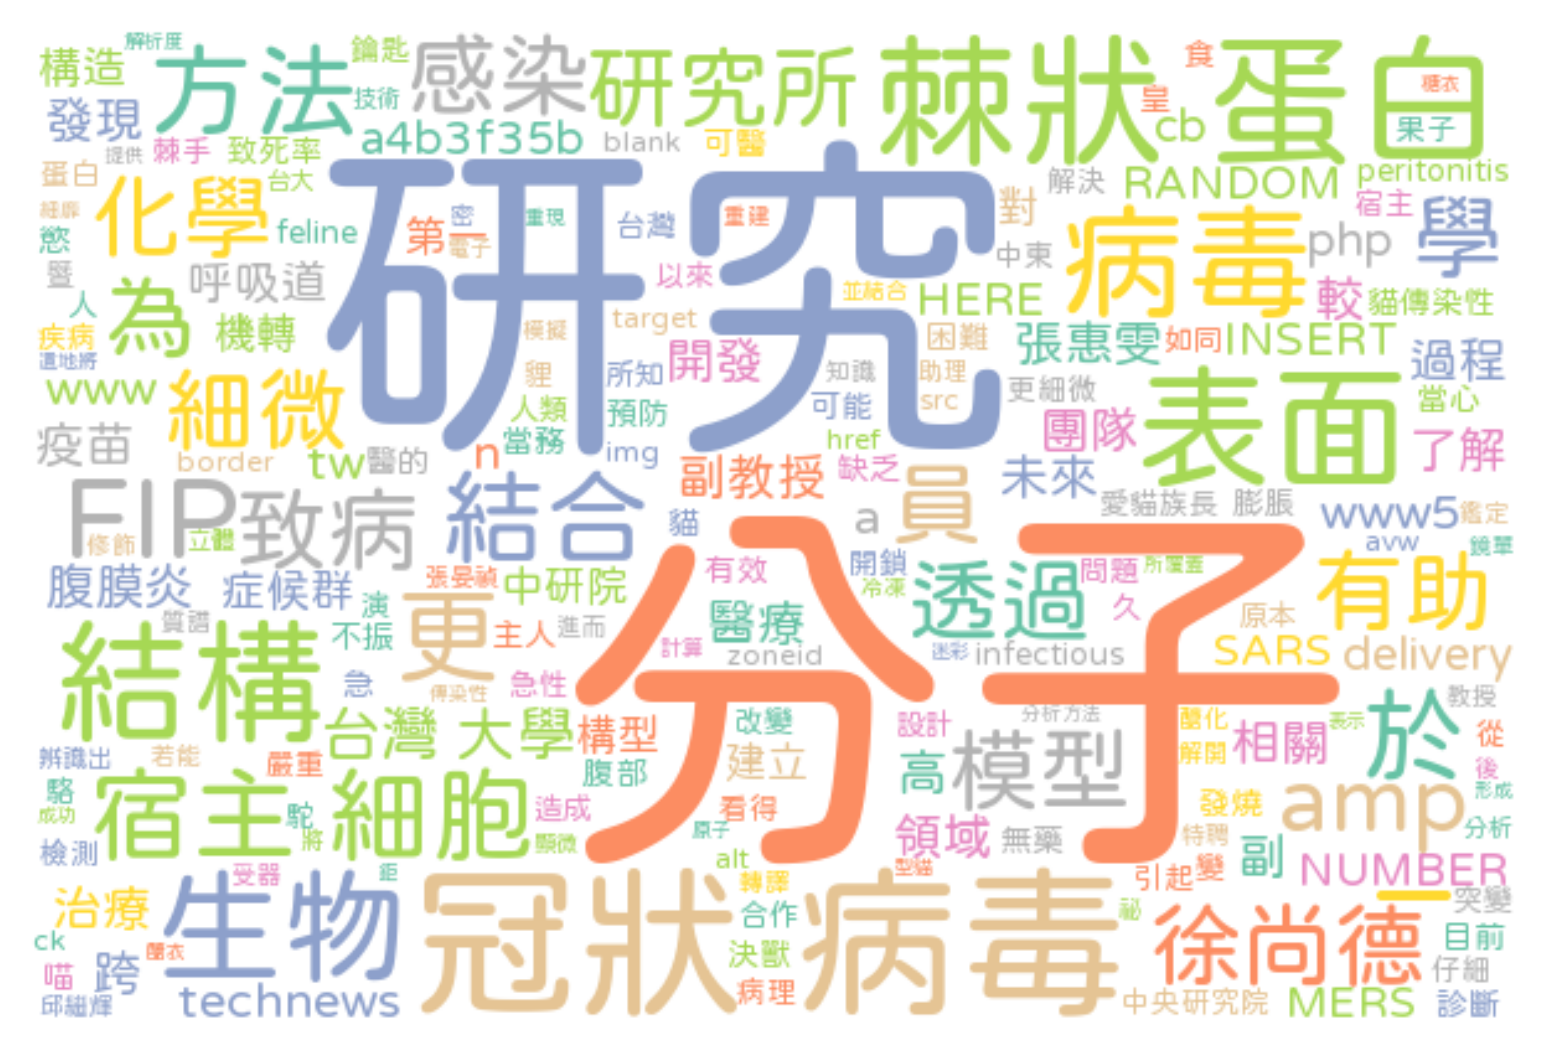 解析度
構造
方法
鑰匙
感染
研究所
棘狀
蛋白
食
糖衣
發現
技術
皇
a4b3f35b
blank
可醫
cb
果子
提供
棘手
致死率
蛋白
台大
化學
研究
解決
RANDOM
peritonitis
宿主
病毒
學
細膩
慾
feline
第一
密
電子
重現
台灣
重建
對
中東
php
暨
呼吸道
以來
並結合
HERE
較
貓傳染性
人
為
機轉
模擬
target
困難
張惠雯
如同
INSERT
過程
疾病
遺地將
開發
知識
助理
www
細微
貍
所知
更細微
表面
當心
人類
預防
可能
src
團隊
了解
疫苗
border
tw
醫的
n
當務
img
href
副教授
缺乏
未來
員
FIP
致病
結合
貓
a
愛貓族長
膨脹
www5
鑑定
修飾
立體
avw
鏡單
腹膜炎
症候群
張晏禎
中研院
有效
開鎖
冷凍
透過
問題
所覆蓋
有助
質譜
演
不振
更
主人
進而
分子
醫療
久
原本
結構
計算
zoneid
迷彩
infectious
SARS
delivery
急
傳染性
急性
教授
台灣 大學
構型
改變
設計
分析方法
醣化
表示
相關
於
從
辨識出
若能
嚴重
腹部
建立
高
模型
解開
後
駱
宿主
細胞
造成
看得
發燒
amp
形成
成功
駝
將
顯微
原子
領域
無藥
特聘
分析
檢測
受器
鉅
alt
型貓
引起
變
副
NUMBER
治療
生物
冠狀病毒
轉譯
合作
祕
徐尚德
一
突變
ck
醣衣
目前
喵
跨
決獸
仔細
邱繼輝
technews
病理
中央研究院
MERS
診斷